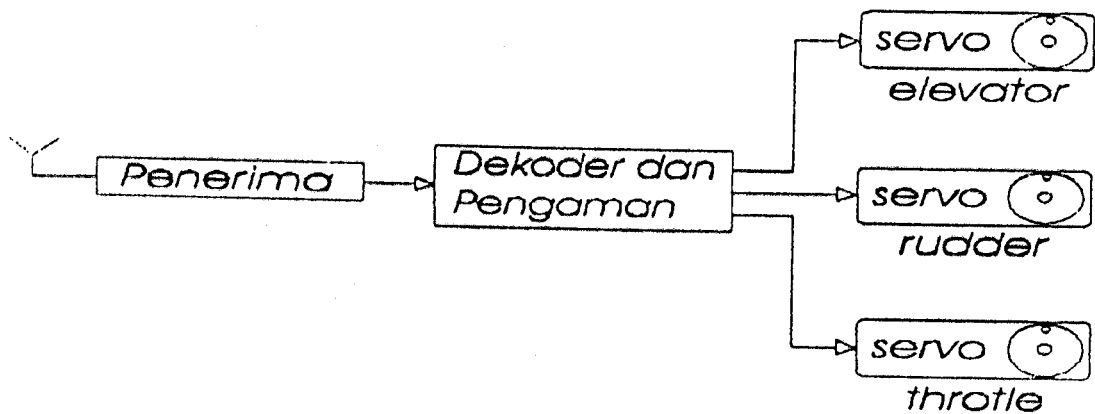 servo
elevator
Penerima
Dekoder dan
Pengaman
servo
rudder
servo
throtle